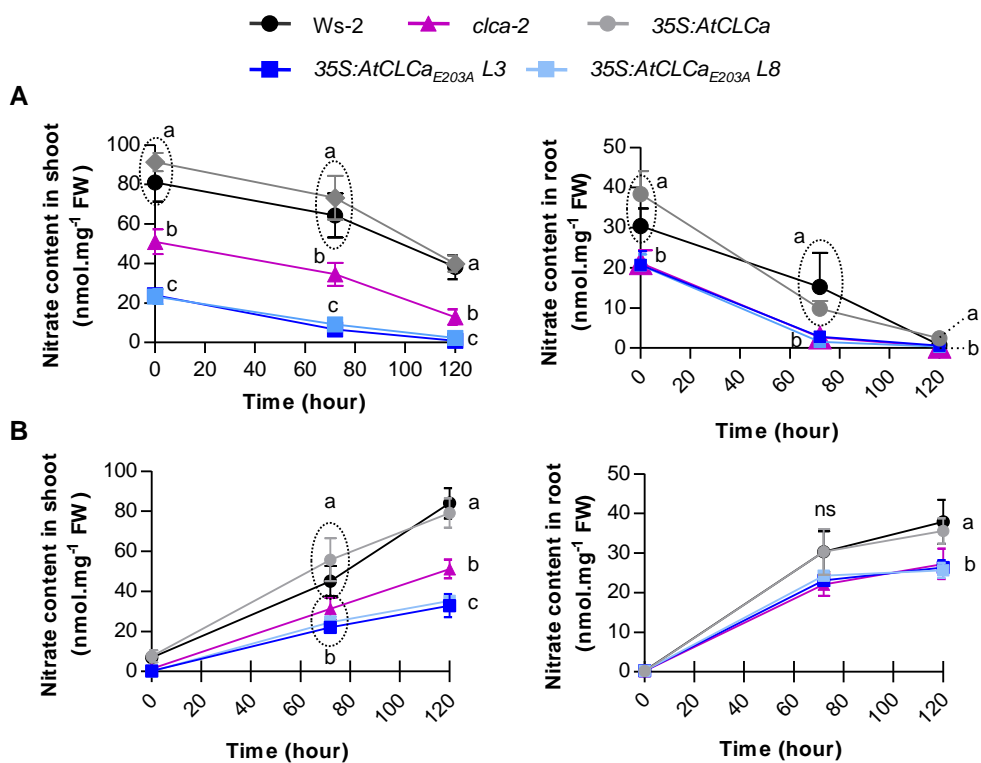 Ws-2 clca-2 35S:AtCLCa
35S:AtCLCa_E203A L3 35S:AtCLCa_E203A L8
A
Nitrate content in shoot
(nmol.mg⁻¹ FW )
100
80
60
40
20
0
a
a
b
b
a
c
c
b
c
0 20 40 60 80 100 120
Time (hour)
Nitrate content in root
(nmol.mg⁻¹ FW)
50
40
30
20
10
0
a
a
b
b
a
b
0 20 40 60 80 100 120
Time (hour)
B
Nitrate content in shoot
(nmol.mg⁻¹ FW )
100
80
60
40
20
0
a
a
b
c
b
0 20 40 60 80 100 120
Time (hour)
Nitrate content in root
(nmol.mg⁻¹ FW)
50
40
30
20
10
0
ns
a
b
0 20 40 60 80 100 120
Time (hour)